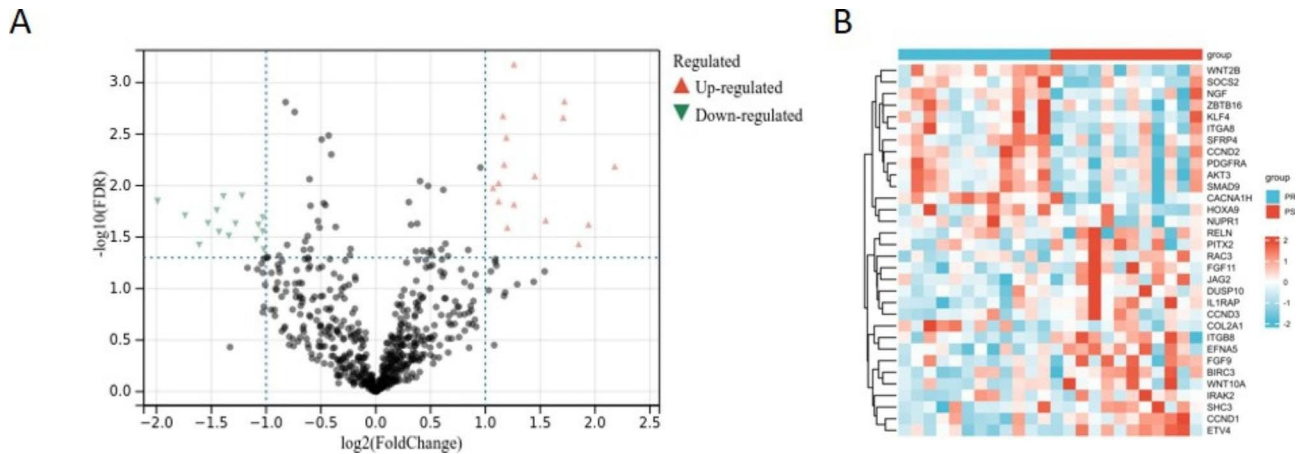 A
B
3.0
2.5
2.0
1.5
1.0
0.5
0.0
-log10(FDR)
−2.0 −1.5 −1.0 −0.5 0.0 0.5 1.0 1.5 2.0 2.5
log2(FoldChange)
Regulated
Up-regulated
Down-regulated
group
WNT2B
SOCS2
NGF
ZBTB16
KLF4
ITGA8
SFRP4
CCND2
PDGFRA
AKT3
SMAD9
CACNA1H
HOXA9
NUPR1
RELN
PITX2
RAC3
FGF11
JAG2
DUSP10
IL1RAP
CCND3
COL2A1
ITGB8
EFNA5
FGF9
BIRC3
WNT10A
IRAK2
SHC3
CCND1
ETV4
group
PR
PS
2
1
0
-1
-2